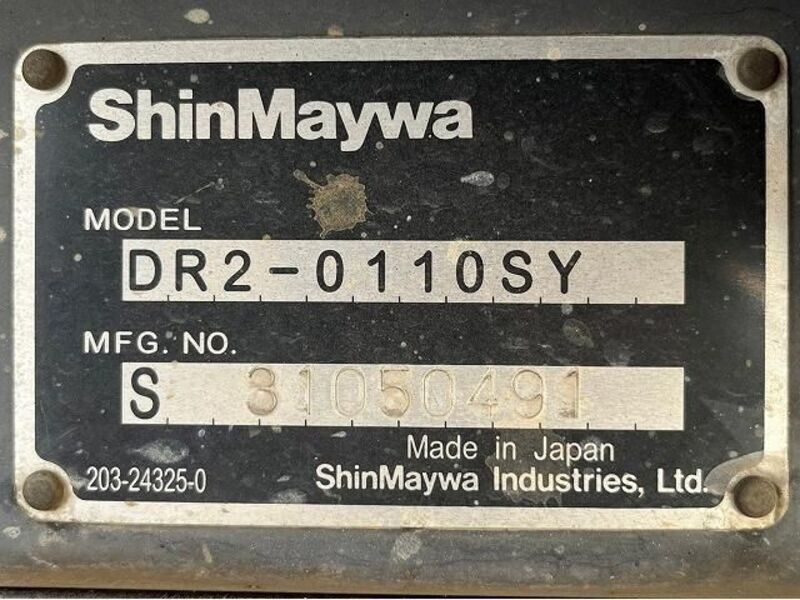 ShinMaywa
MODEL
DR2-0110SY
MFG. NO.
S 31050491
Made in Japan
203-24325-0 ShinMaywa Industries, Ltd.